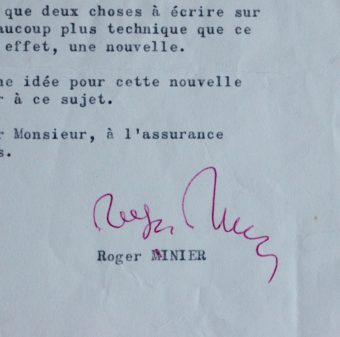 que deux choses à écrire sur
aucoup plus technique que ce
effet, une nouvelle.
ne idée pour cette nouvelle
r à ce sujet.
r Monsieur, à l'assurance
s.
Roger
Roger MINIER